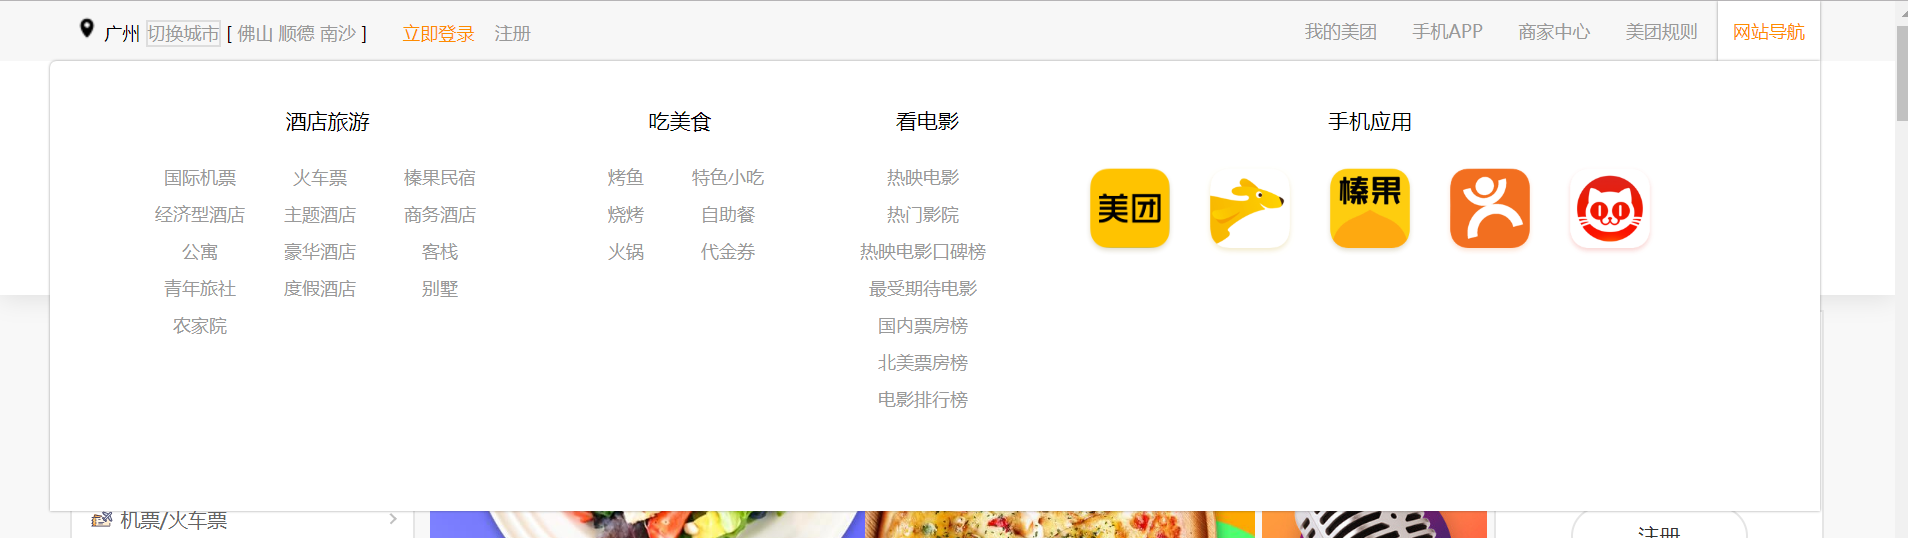 广州 切换城市 [ 佛山 顺德 南沙 ] 立即登录 注册 我的美团 手机APP 商家中心 美团规则 网站导航
酒店旅游 吃美食 看电影 手机应用
国际机票 火车票 榛果民宿 烤鱼 特色小吃 热映电影
经济型酒店 主题酒店 商务酒店 烧烤 自助餐 热门影院
美团 榛果
公寓 豪华酒店 客栈 火锅 代金券 热映电影口碑榜
青年旅社 度假酒店 别墅 最受期待电影
农家院 国内票房榜
北美票房榜
电影排行榜
机票/火车票 >
注册